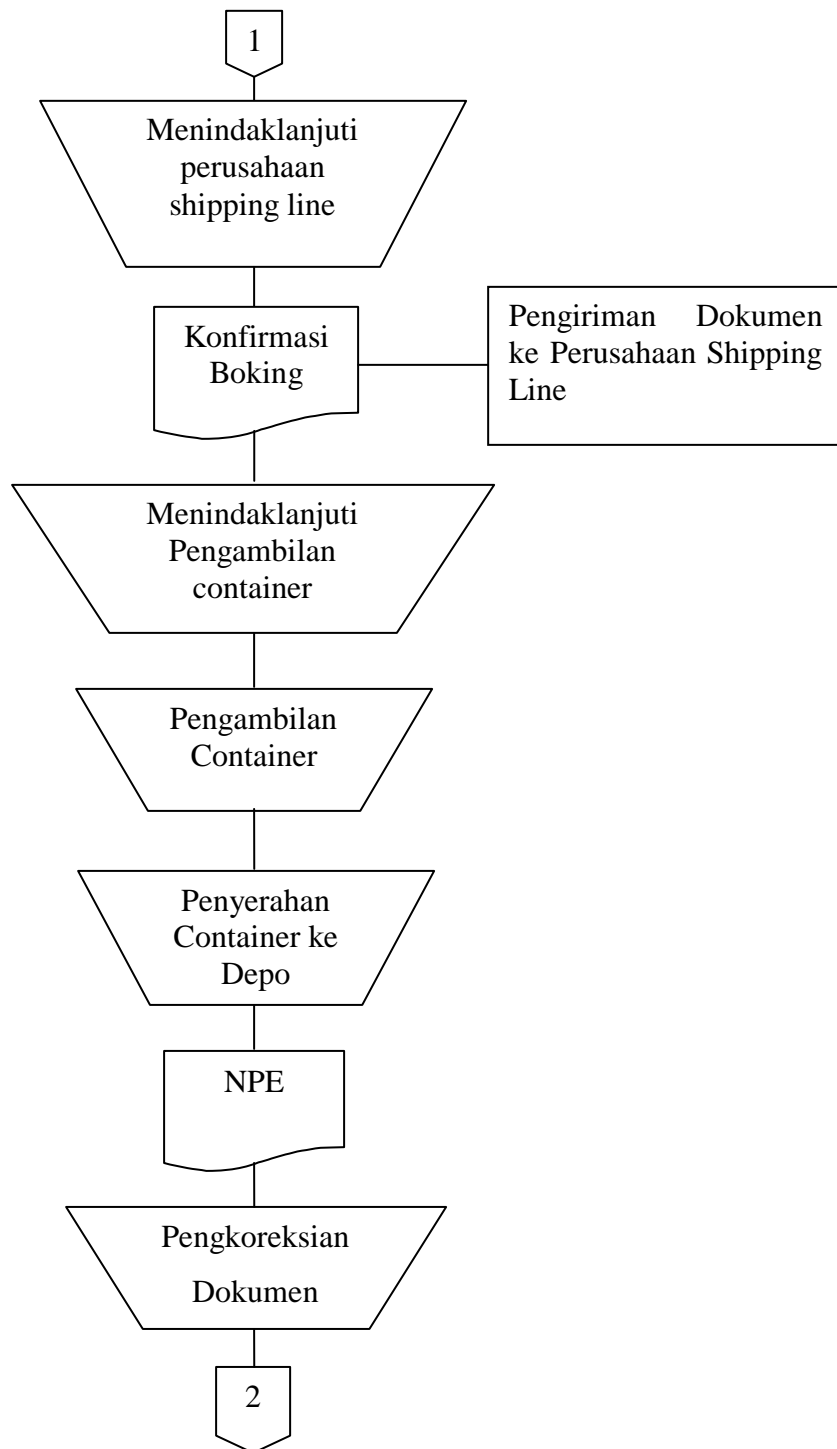 1
Menindaklanjuti
perusahaan
shipping line
Konfirmasi
Boking
Pengiriman Dokumen
ke Perusahaan Shipping
Line
Menindaklanjuti
Pengambilan
container
Pengambilan
Container
Penyerahan
Container ke
Depo
NPE
Pengkoreksian
Dokumen
2